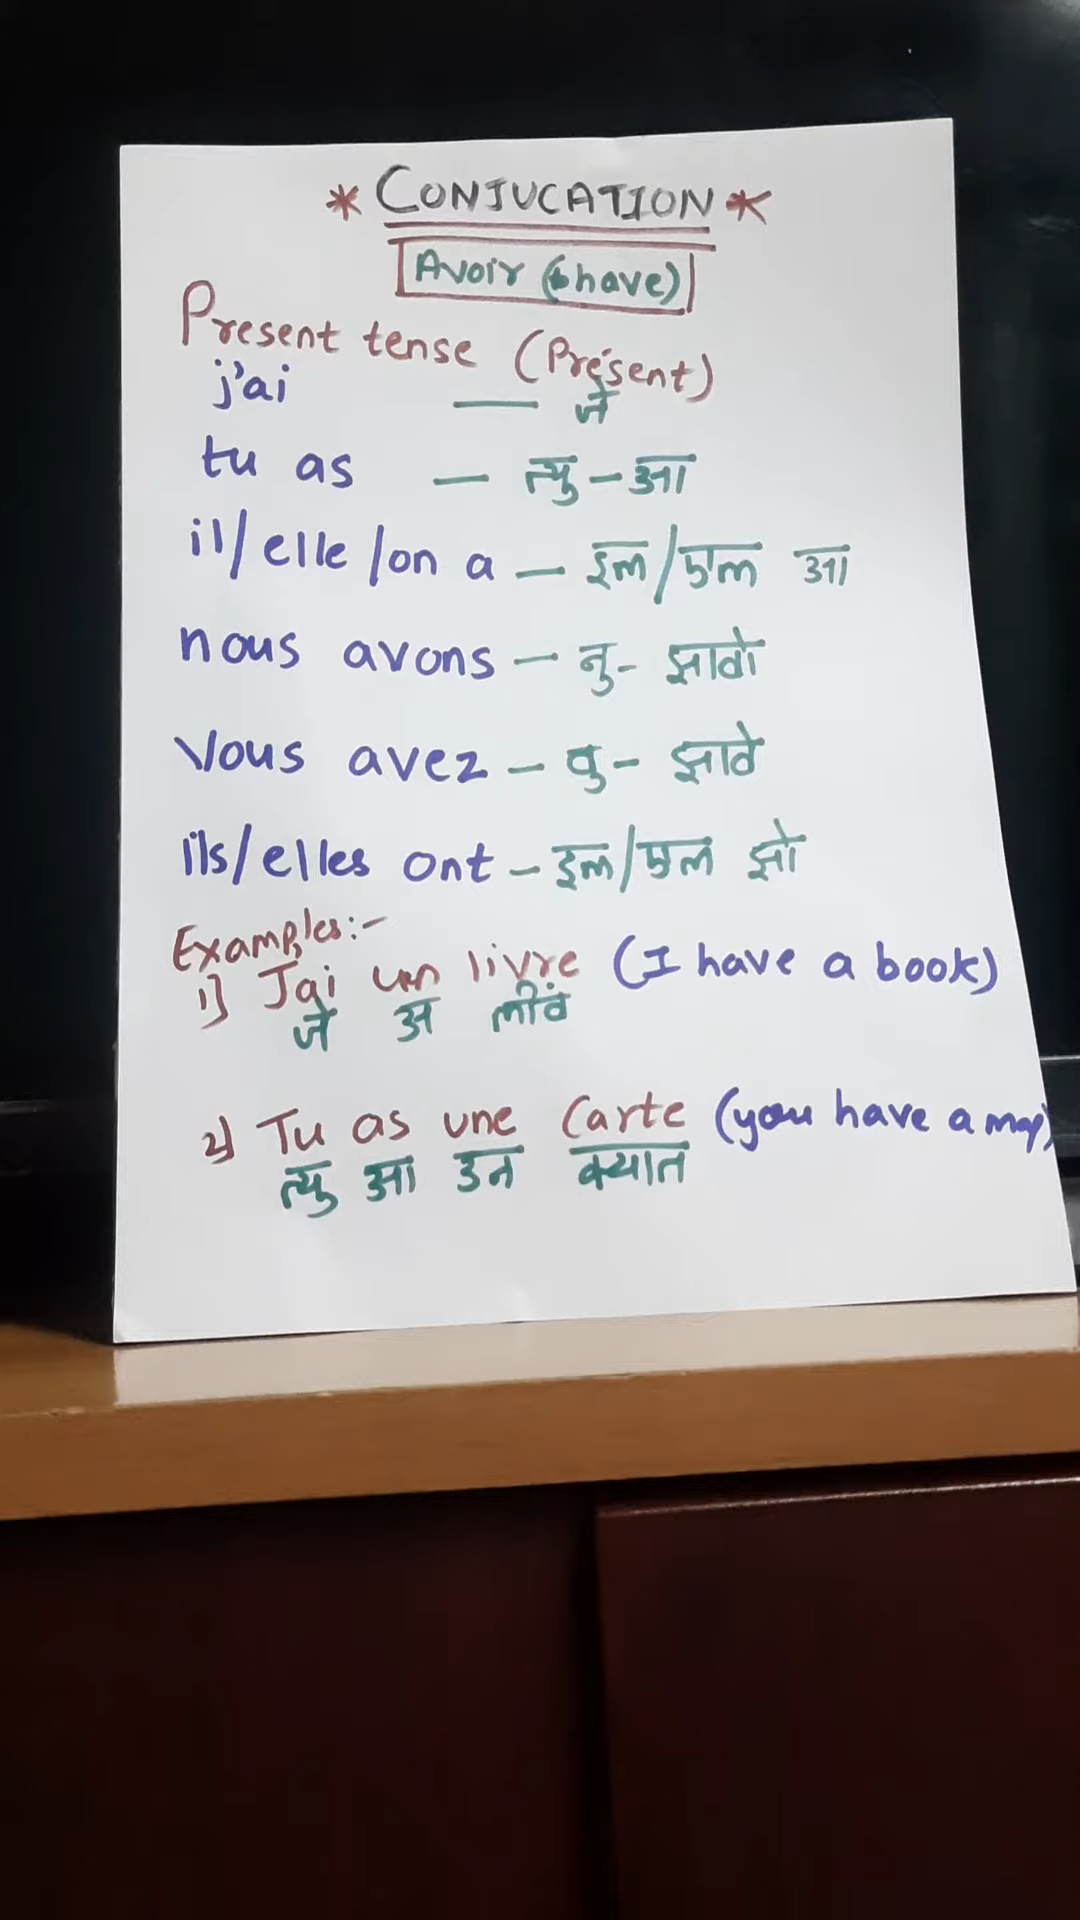 * CONJUCATION *
Avoir (to have)
Present tense (Présent)
j'ai — जे
tu as — त्यु – आ
il/elle/on a – इल/एल आ
nous avons – नु- झावो
Vous avez – वु- झावे
ils/elles ont – इल/एल झो
Examples:-
1] Jai un livre (I have a book)
जे अ लीवं
2) Tu as une Carte (you have a map)
त्यु आ उन क्यात